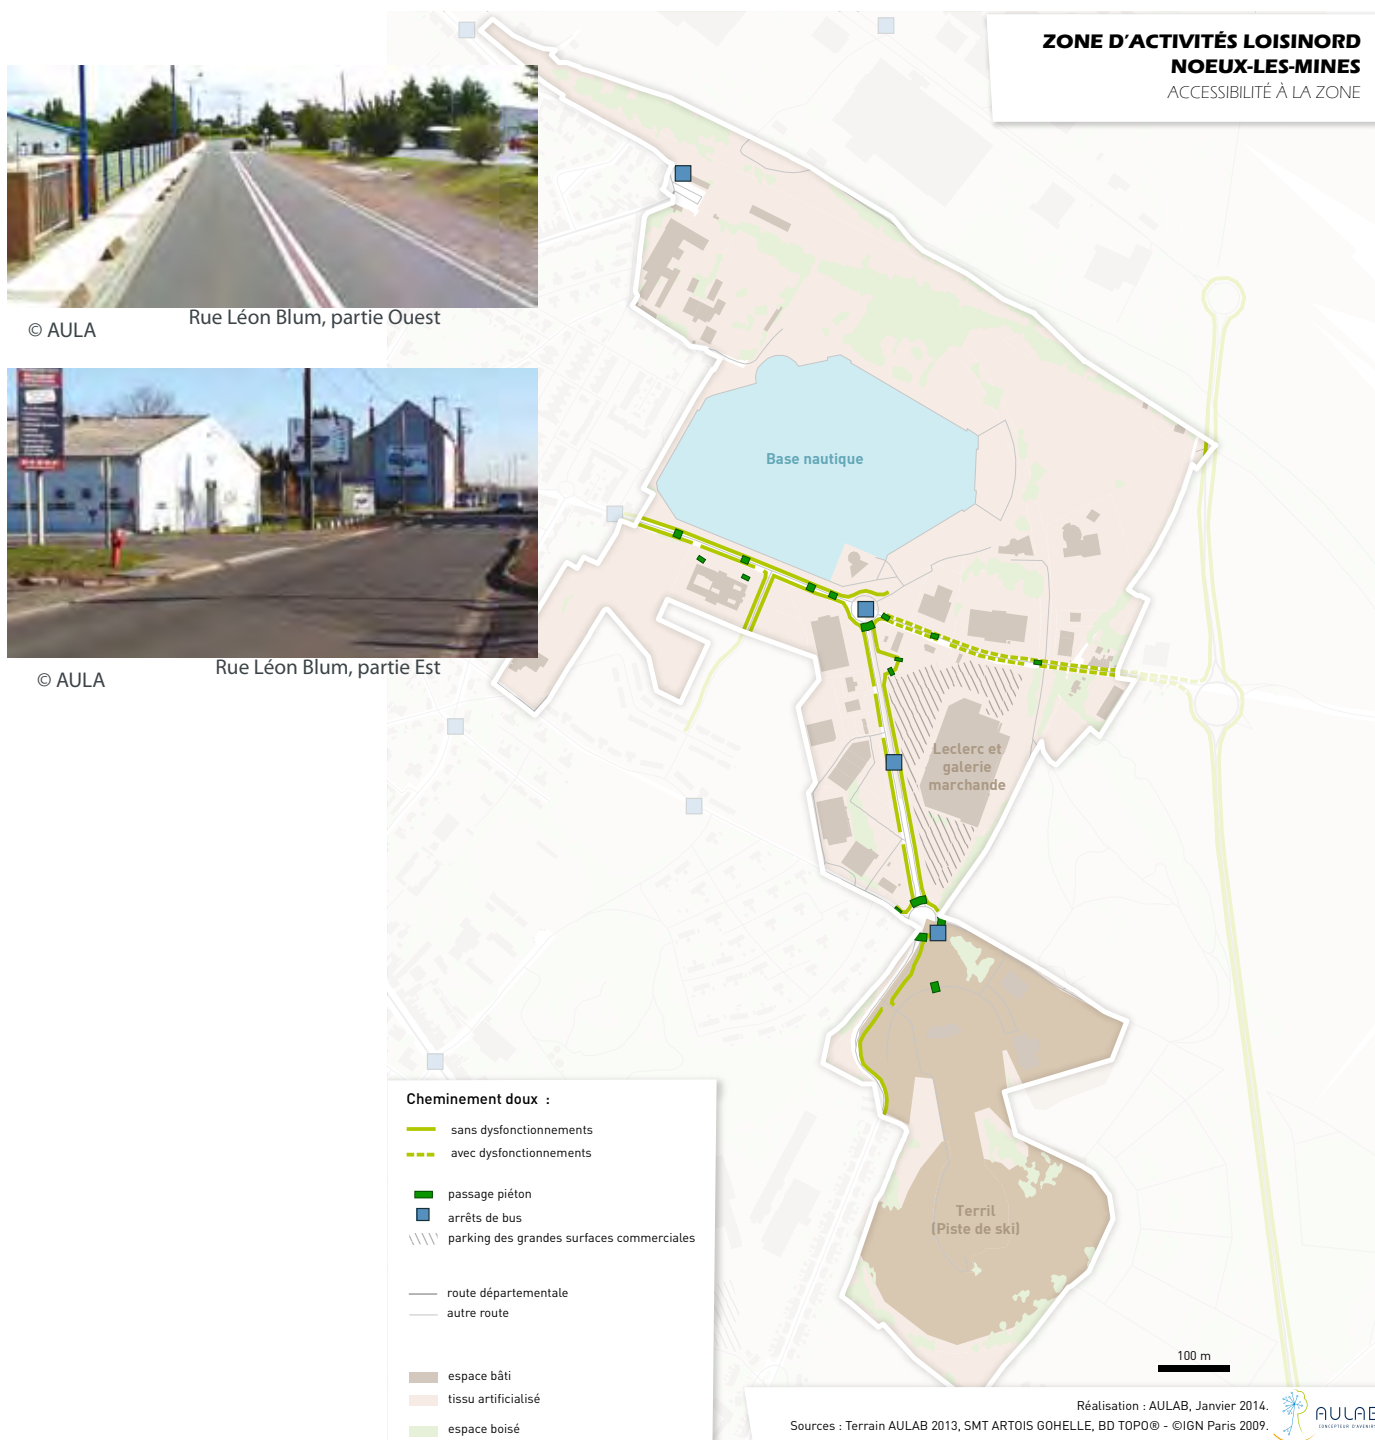 ZONE D'ACTIVITÉS LOISINORD
NOEUX-LES-MINES
ACCESSIBILITÉ À LA ZONE
Rue Léon Blum, partie Ouest
© AULA
Rue Léon Blum, partie Est
© AULA
Base nautique
Leclerc et
galerie
marchande
Terril
(Piste de ski)
Cheminement doux :
sans dysfonctionnements
avec dysfonctionnements
passage piéton
arrêts de bus
parking des grandes surfaces commerciales
route départementale
autre route
espace bâti
tissu artificialisé
espace boisé
100 m
Réalisation : AULAB, Janvier 2014.
Sources : Terrain AULAB 2013, SMT ARTOIS GOHELLE, BD TOPO® - ©IGN Paris 2009.
AULAB
CONCEPTEUR D'AVENIRS